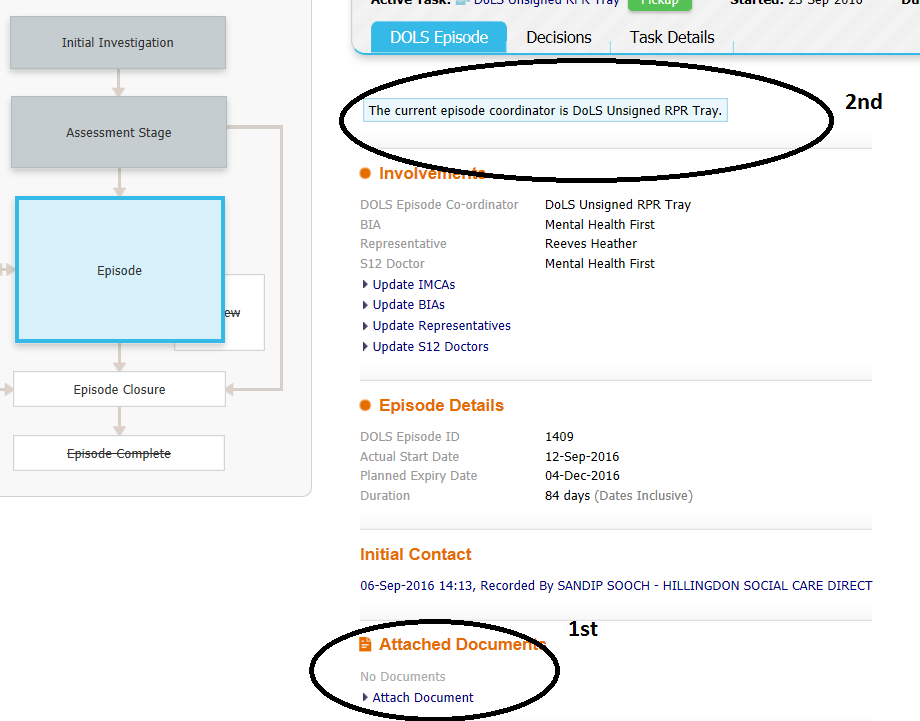 Initial Investigation
Assessment Stage
Episode
ew
Episode Closure
Episode Complete
Active Task: DoLS Unsigned RPR Tray Pickup Started: 23 Sep 2016 Du
DOLS Episode Decisions Task Details
The current episode coordinator is DoLS Unsigned RPR Tray.
2nd
Involvements
DOLS Episode Co-ordinator DoLS Unsigned RPR Tray
BIA Mental Health First
Representative Reeves Heather
S12 Doctor Mental Health First
Update IMCAs
Update BIAs
Update Representatives
Update S12 Doctors
Episode Details
DOLS Episode ID 1409
Actual Start Date 12-Sep-2016
Planned Expiry Date 04-Dec-2016
Duration 84 days (Dates Inclusive)
Initial Contact
06-Sep-2016 14:13, Recorded By SANDIP SOOCH - HILLINGDON SOCIAL CARE DIRECT
1st
Attached Documents
No Documents
Attach Document